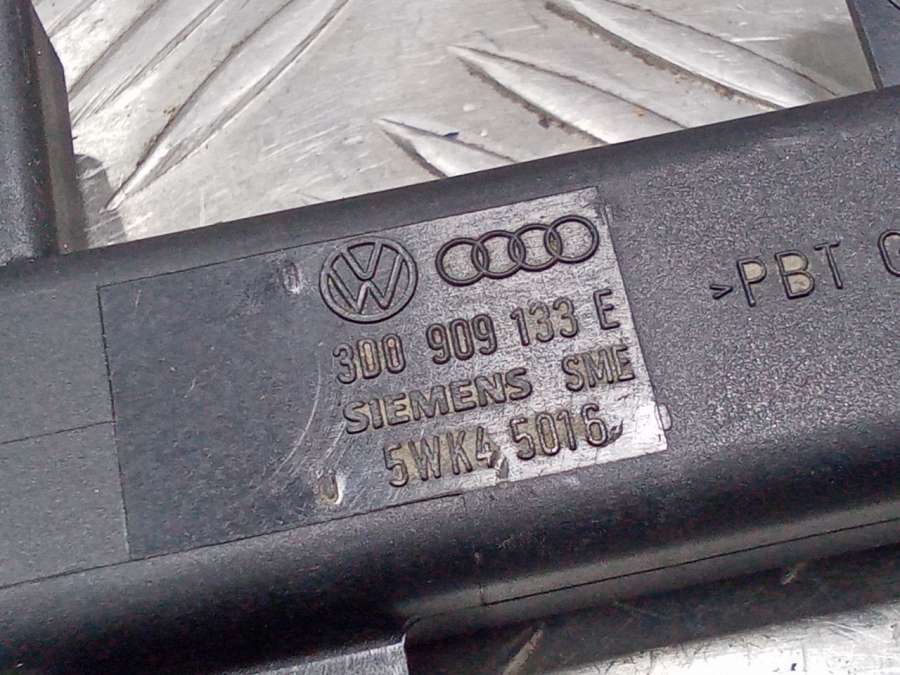 3D0 909 133 E
SIEMENS SME
5WK4 5016
>PBT G